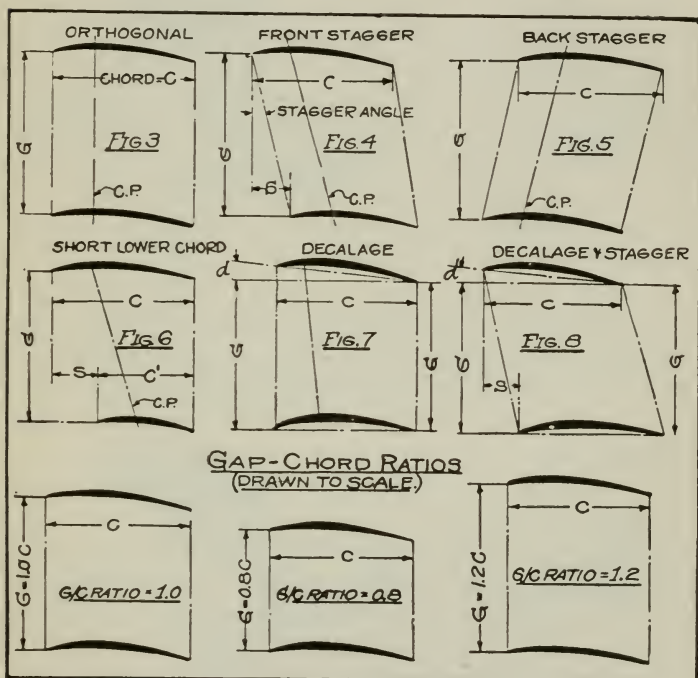 ORTHOGONAL
FRONT STAGGER
BACK STAGGER
CHORD=C
G
FIG 3
C.P.
C
STAGGER ANGLE
G
FIG. 4
S
C.P.
C
G
FIG. 5
C.P.
SHORT LOWER CHORD
DECALAGE
DECALAGE & STAGGER
C
G
FIG. 6
S
C'
C.P.
d
C
G
FIG. 7
G
d
C
G
FIG. 8
S
G
GAP-CHORD RATIOS
(DRAWN TO SCALE.)
C
G=1.0C
G/C RATIO = 1.0
C
G=0.8C
G/C RATIO = 0.8
C
G=1.2C
G/C RATIO = 1.2